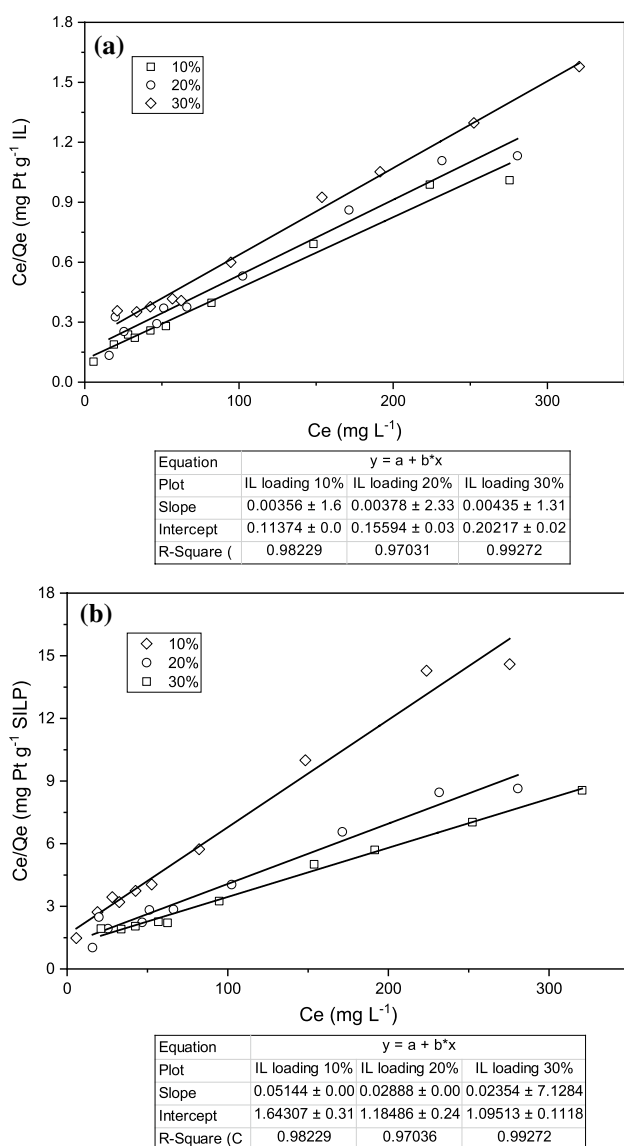 (a)
10%
20%
30%
1.8
1.5
1.2
0.9
0.6
0.3
0.0
Ce/Qe (mg Pt g-1 IL)
0 100 200 300
Ce (mg L-1)
Equation y = a + b*x
Plot IL loading 10% IL loading 20% IL loading 30%
Slope 0.00356 ± 1.6 0.00378 ± 2.33 0.00435 ± 1.31
Intercept 0.11374 ± 0.0 0.15594 ± 0.03 0.20217 ± 0.02
R-Square ( 0.98229 0.97031 0.99272
(b)
10%
20%
30%
18
15
12
9
6
3
0
Ce/Qe (mg Pt g-1 SILP)
0 100 200 300
Ce (mg L-1)
Equation y = a + b*x
Plot IL loading 10% IL loading 20% IL loading 30%
Slope 0.05144 ± 0.00 0.02888 ± 0.00 0.02354 ± 7.1284
Intercept 1.64307 ± 0.31 1.18486 ± 0.24 1.09513 ± 0.1118
R-Square (C 0.98229 0.97036 0.99272